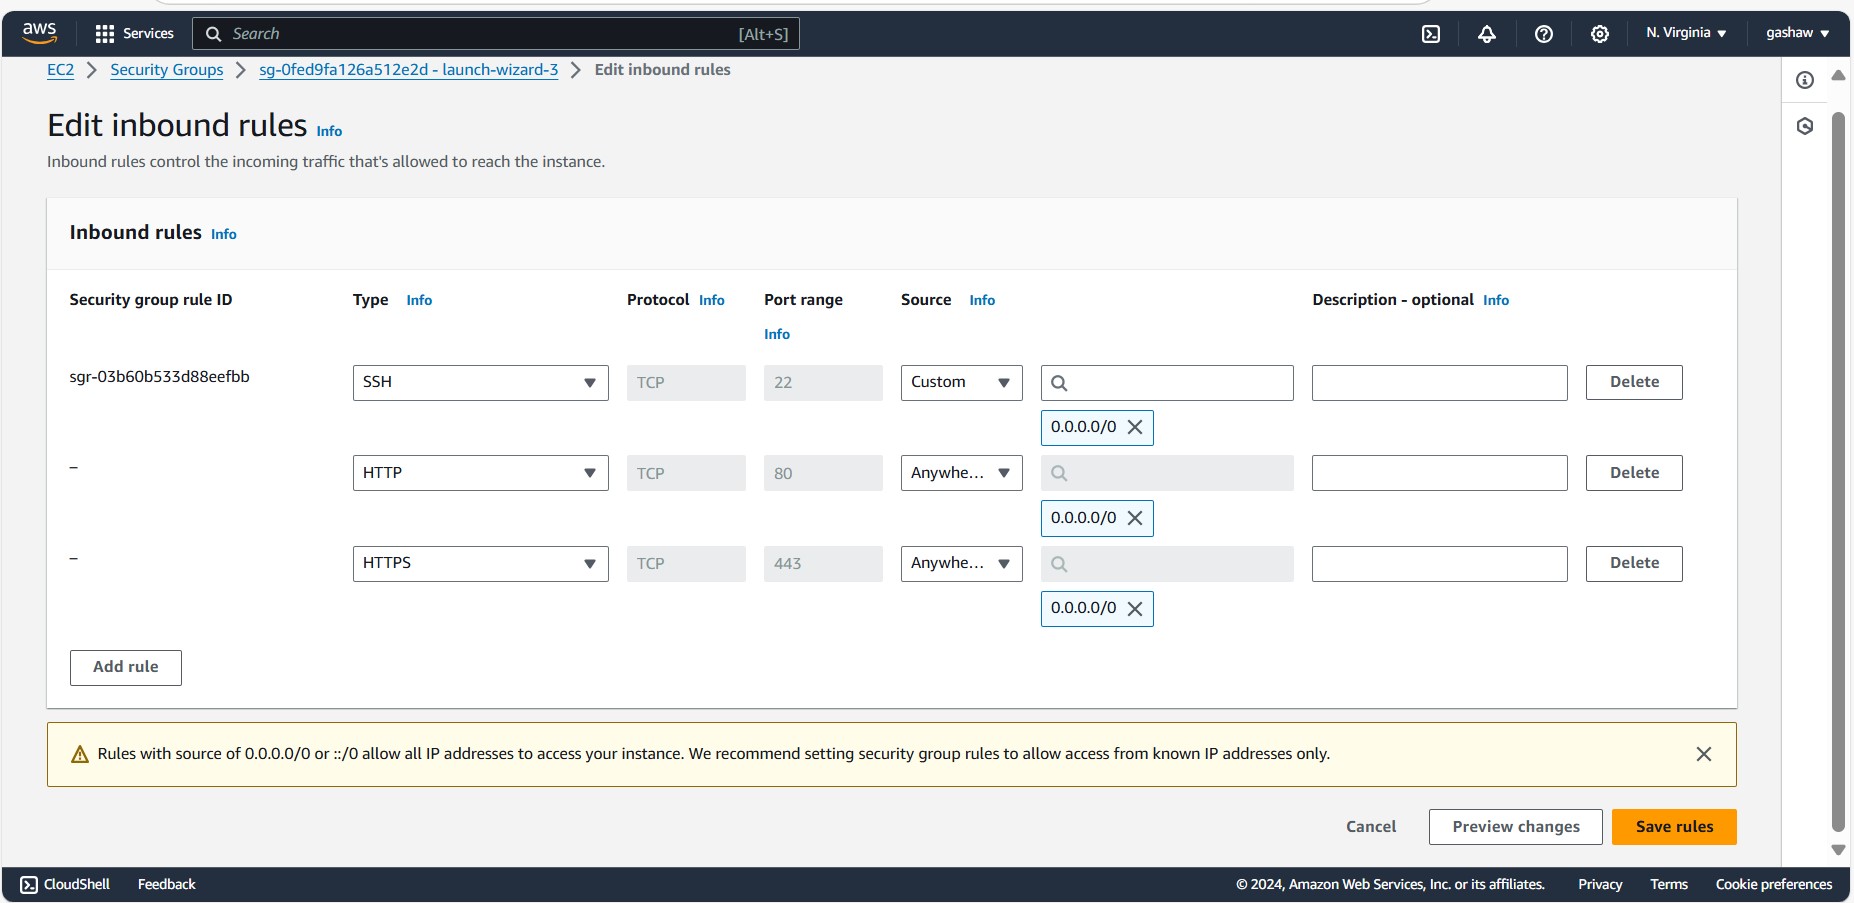 aws Services Search [Alt+S] N. Virginia gashaw
EC2 Security Groups sg-0fed9fa126a512e2d - launch-wizard-3 Edit inbound rules
Edit inbound rules Info
Inbound rules control the incoming traffic that's allowed to reach the instance.
Inbound rules Info
Security group rule ID Type Info Protocol Info Port range Source Info Description - optional Info
Info
sgr-03b60b533d88eefbb SSH TCP 22 Custom Delete
0.0.0.0/0
– HTTP TCP 80 Anywhe... Delete
0.0.0.0/0
– HTTPS TCP 443 Anywhe... Delete
0.0.0.0/0
Add rule
Rules with source of 0.0.0.0/0 or ::/0 allow all IP addresses to access your instance. We recommend setting security group rules to allow access from known IP addresses only.
Cancel Preview changes Save rules
CloudShell Feedback © 2024, Amazon Web Services, Inc. or its affiliates. Privacy Terms Cookie preferences